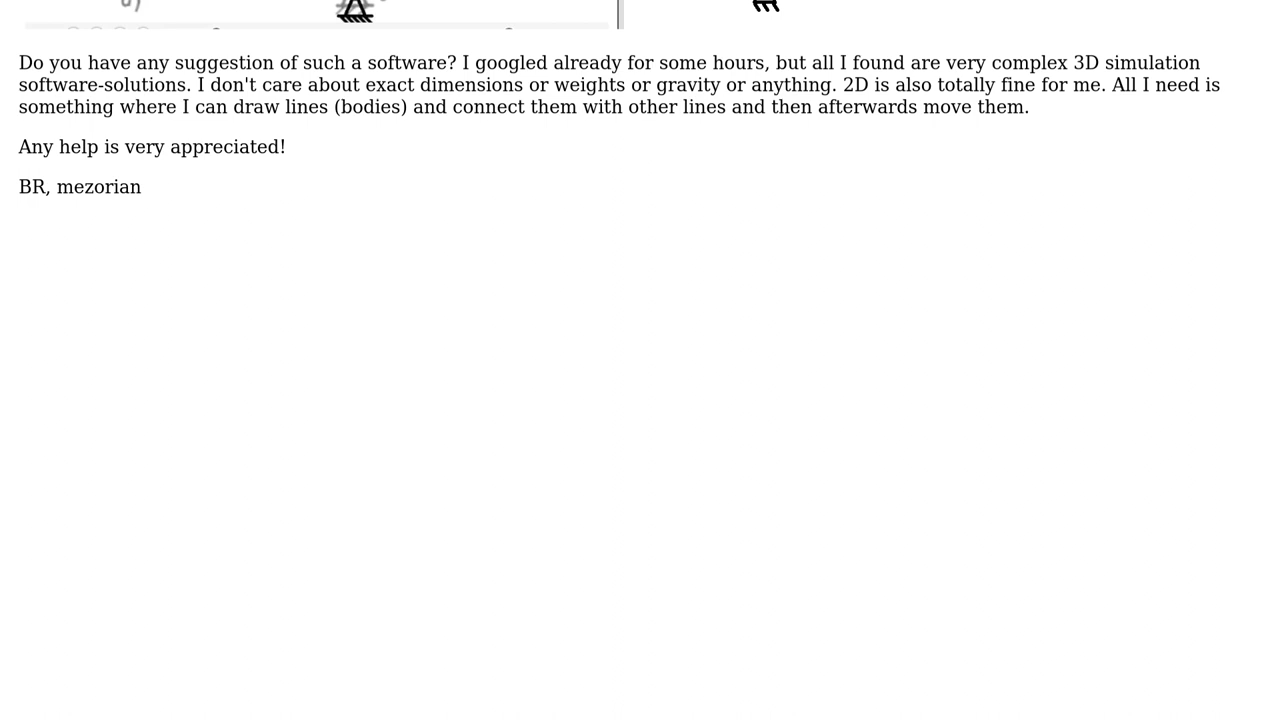 Do you have any suggestion of such a software? I googled already for some hours, but all I found are very complex 3D simulation
software-solutions. I don't care about exact dimensions or weights or gravity or anything. 2D is also totally fine for me. All I need is
something where I can draw lines (bodies) and connect them with other lines and then afterwards move them.
Any help is very appreciated!
BR, mezorian